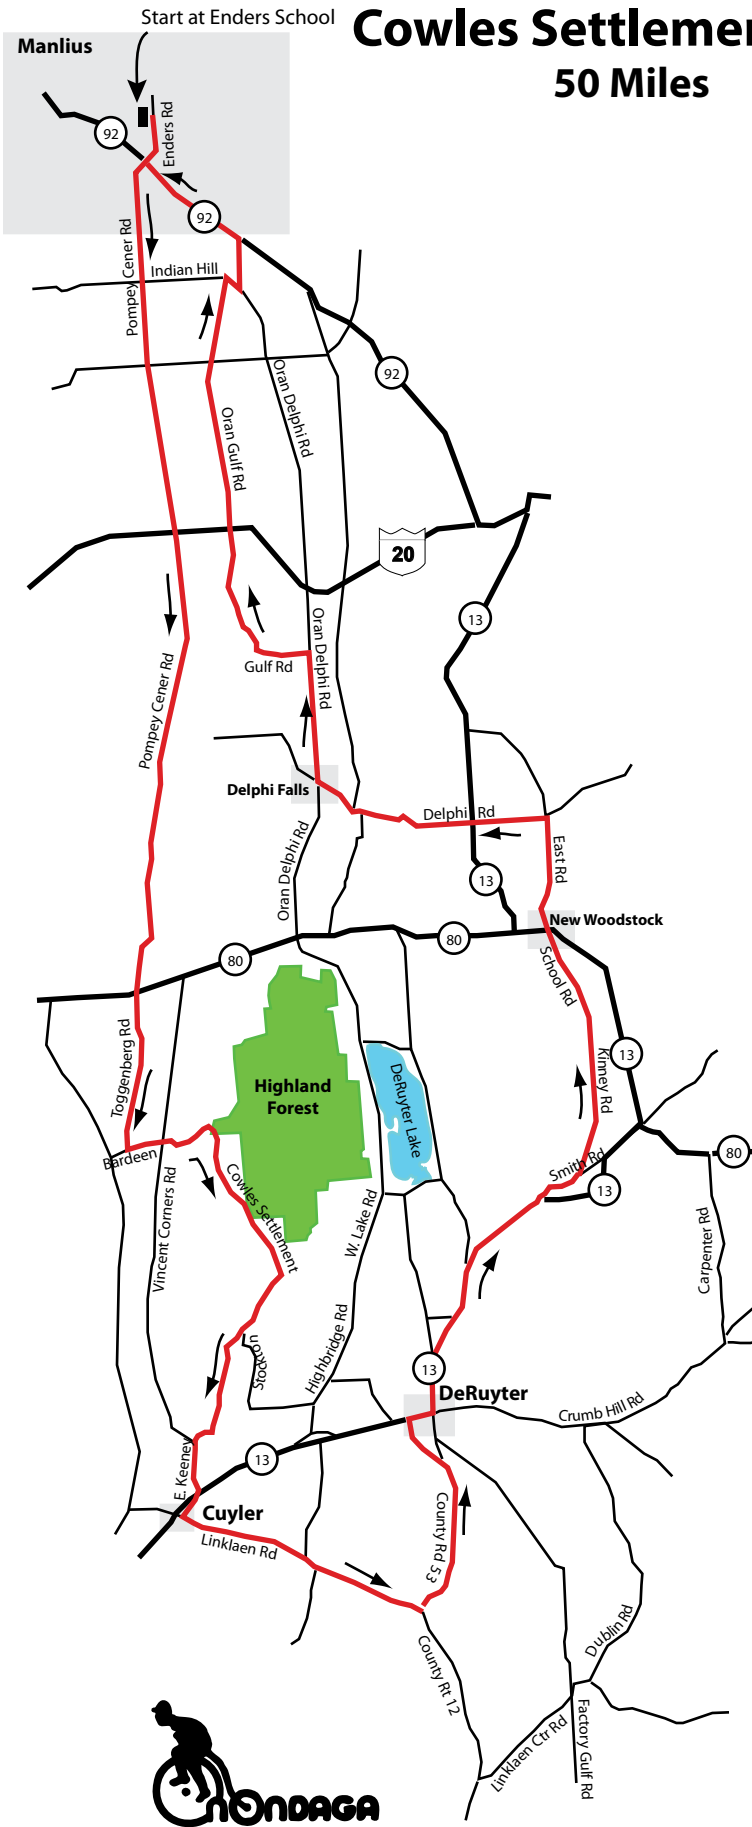 Start at Enders School
Cowles Settlemen
50 Miles
Manlius
Enders Rd
92
92
Pompey Cener Rd
Indian Hill
92
Oran Delphi Rd
Oran Gulf Rd
20
13
Oran Delphi Rd
Gulf Rd
Pompey Cener Rd
Delphi Falls
Delphi Rd
East Rd
Oran Delphi Rd
13
New Woodstock
80
80
School Rd
Toggenberg Rd
Highland
Forest
DeRuyter Lake
Kinney Rd
13
Bardeen
Smith Rd
80
13
Vincent Corners Rd
Cowles Settlement
W. Lake Rd
Carpenter Rd
Stockton
Highbridge Rd
13
DeRuyter
Crumb Hill Rd
E. Keeney
13
Cuyler
Linklaen Rd
County Rd 53
Dublin Rd
County Rt 12
Linklaen Ctr Rd
Factory Gulf Rd
OnONDAGA